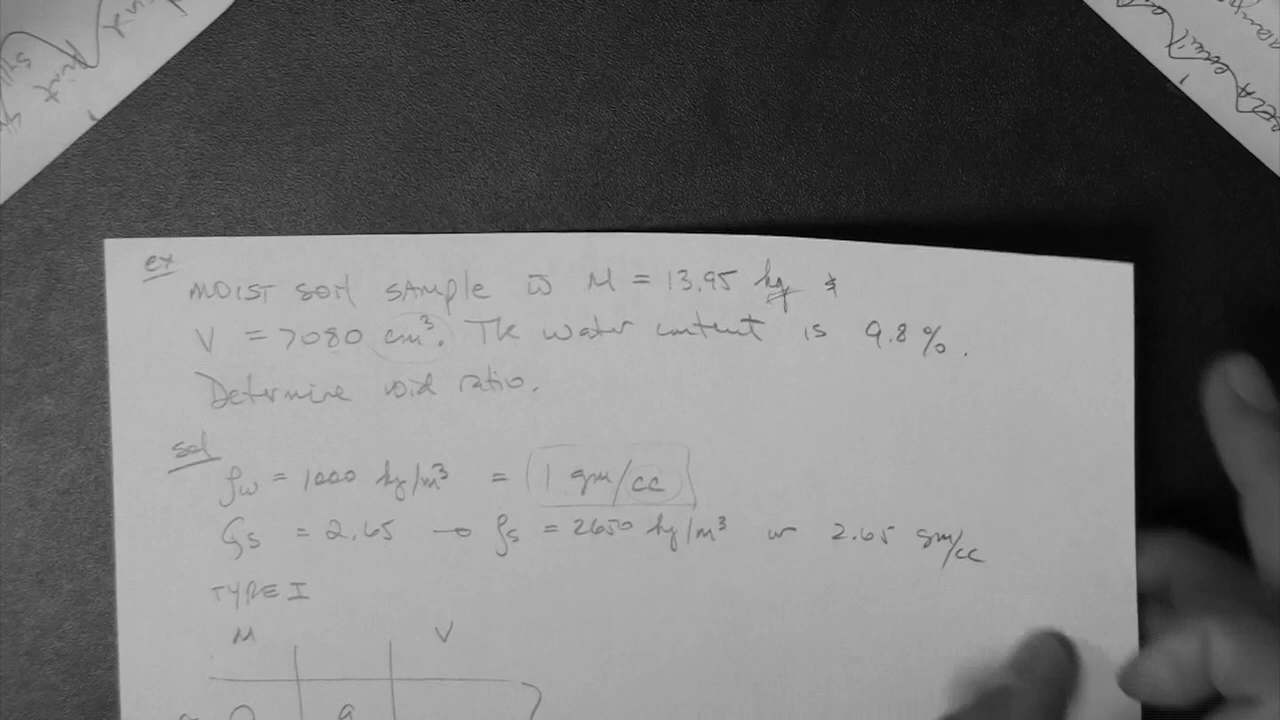 ex
MOIST SOIL SAMPLE w̄ M = 13.95 kg &
V = 7080 cm³. The water content is 9.8%.
Determine void ratio.
sol
ρw = 1000 kg/m³ = 1 gm/cc
Gs = 2.65 → ρs = 2650 kg/m³ or 2.65 gm/cc
TYPE I
M V
0 a